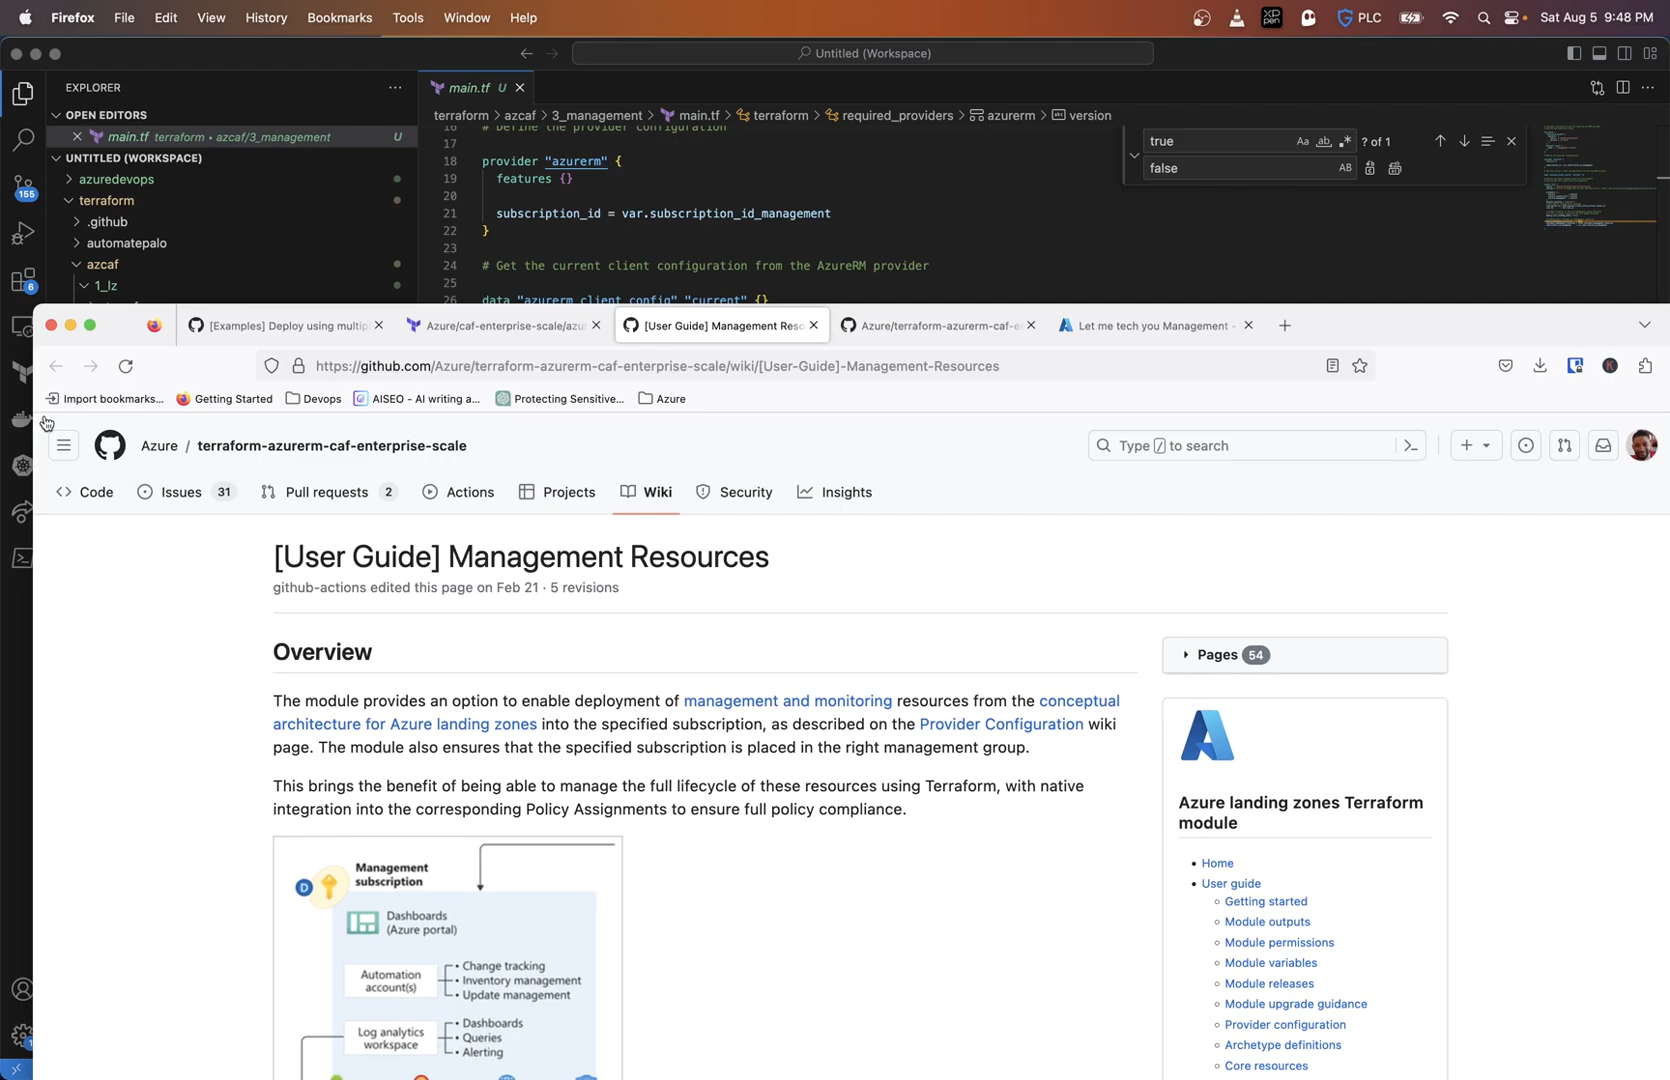 Firefox File Edit View History Bookmarks Tools Window Help
PLC
Sat Aug 5 9:48 PM
Untitled (Workspace)
EXPLORER
main.tf U
OPEN EDITORS
terraform > azcaf > 3_management > main.tf > terraform > required_providers > azurerm > version
main.tf terraform • azcaf/3_management U
UNTITLED (WORKSPACE)
azuredevops
terraform
.github
automatepalo
azcaf
1_lz
155
6
16 # Define the provider configuration
17
18 provider "azurerm" {
19 features {}
20
21 subscription_id = var.subscription_id_management
22 }
23
24 # Get the current client configuration from the AzureRM provider
25
26 data "azurerm_client_config" "current" {}
true Aa ab ? of 1
false AB
[Examples] Deploy using multipl
Azure/caf-enterprise-scale/azu
[User Guide] Management Reso
Azure/terraform-azurerm-caf-e
Let me tech you Management -
https://github.com/Azure/terraform-azurerm-caf-enterprise-scale/wiki/[User-Guide]-Management-Resources
K
Import bookmarks... Getting Started Devops AISEO - AI writing a... Protecting Sensitive... Azure
Azure / terraform-azurerm-caf-enterprise-scale
Type / to search
Code Issues 31 Pull requests 2 Actions Projects Wiki Security Insights
[User Guide] Management Resources
github-actions edited this page on Feb 21 · 5 revisions
Overview
The module provides an option to enable deployment of management and monitoring resources from the conceptual
architecture for Azure landing zones into the specified subscription, as described on the Provider Configuration wiki
page. The module also ensures that the specified subscription is placed in the right management group.
This brings the benefit of being able to manage the full lifecycle of these resources using Terraform, with native
integration into the corresponding Policy Assignments to ensure full policy compliance.
D
Management
subscription
Dashboards
(Azure portal)
Automation
account(s)
• Change tracking
• Inventory management
• Update management
Log analytics
workspace
• Dashboards
• Queries
• Alerting
Pages 54
Azure landing zones Terraform
module
Home
User guide
Getting started
Module outputs
Module permissions
Module variables
Module releases
Module upgrade guidance
Provider configuration
Archetype definitions
Core resources
1